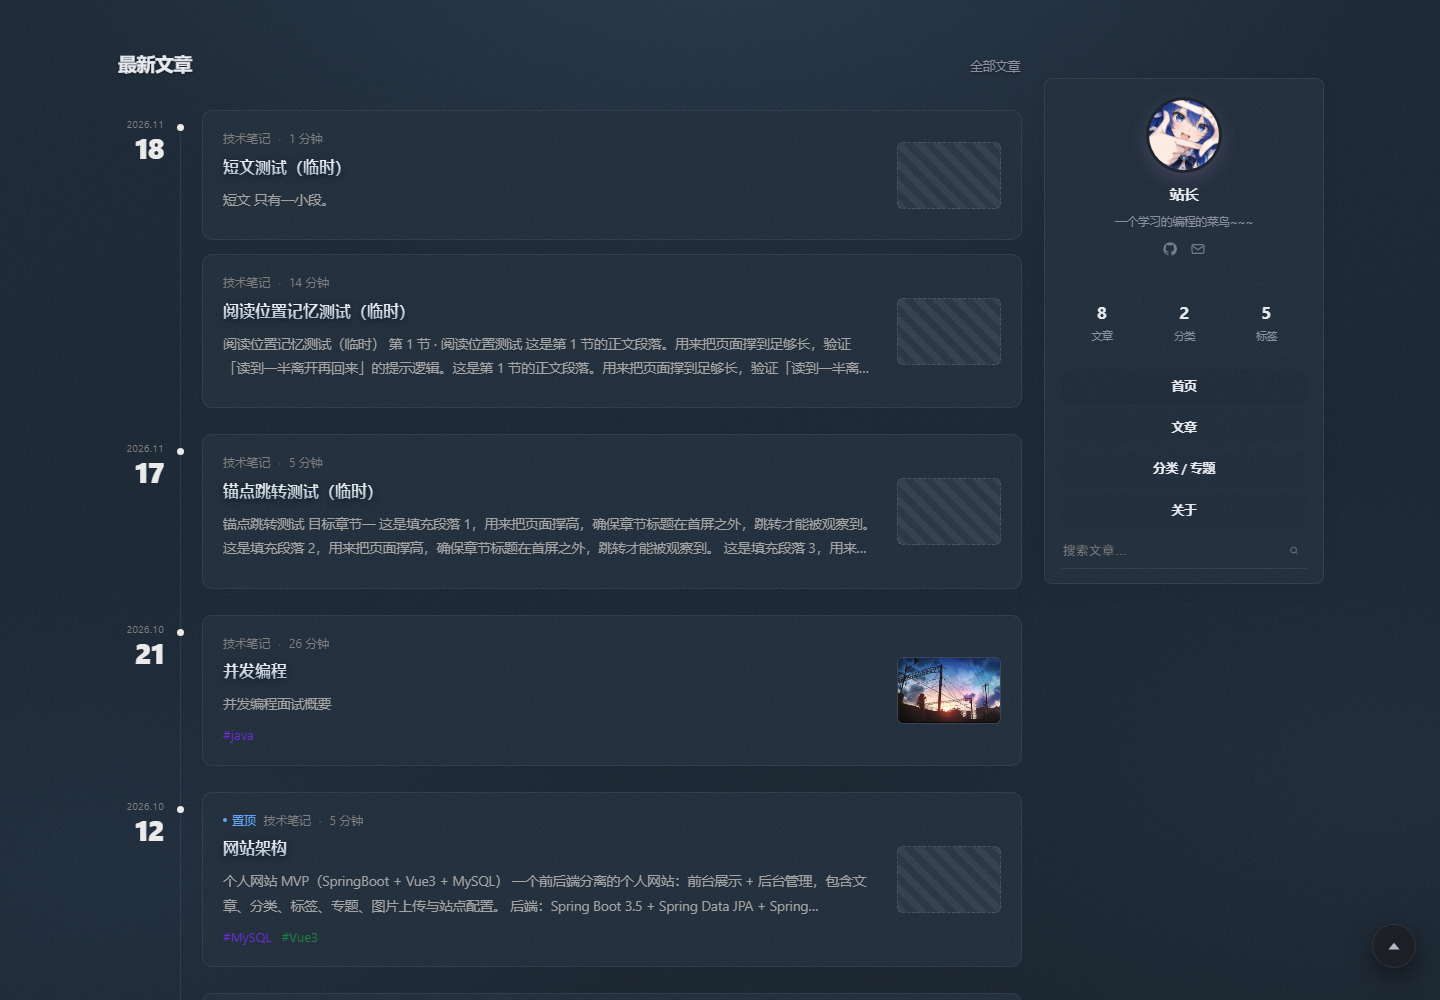 最新文章
全部文章
2026.11
18
技术笔记 · 1 分钟
短文测试（临时）
短文 只有一小段。
技术笔记 · 14 分钟
阅读位置记忆测试（临时）
阅读位置记忆测试（临时） 第 1 节 · 阅读位置测试 这是第 1 节的正文段落。用来把页面撑到足够长，验证
「读到一半离开再回来」的提示逻辑。这是第 1 节的正文段落。用来把页面撑到足够长，验证「读到一半离...
2026.11
17
技术笔记 · 5 分钟
锚点跳转测试（临时）
锚点跳转测试 目标章节一 这是填充段落 1，用来把页面撑高，确保章节标题在首屏之外，跳转才能被观察到。
这是填充段落 2，用来把页面撑高，确保章节标题在首屏之外，跳转才能被观察到。 这是填充段落 3，用来...
2026.10
21
技术笔记 · 26 分钟
并发编程
并发编程面试概要
#java
2026.10
12
• 置顶 技术笔记 · 5 分钟
网站架构
个人网站 MVP（SpringBoot + Vue3 + MySQL） 一个前后端分离的个人网站：前台展示 + 后台管理，包含文
章、分类、标签、专题、图片上传与站点配置。 后端：Spring Boot 3.5 + Spring Data JPA + Spring...
#MySQL #Vue3
站长
一个学习的编程的菜鸟~~~
8 2 5
文章 分类 标签
首页
文章
分类 / 专题
关于
搜索文章...